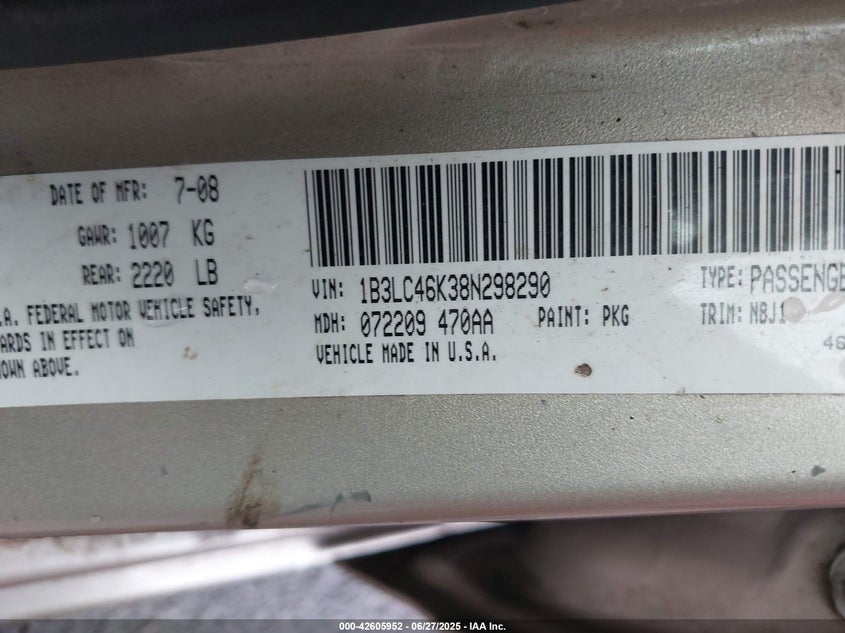 DATE OF MFR: 7-08
GAWR: 1007 KG
REAR: 2220 LB
.A. FEDERAL MOTOR VEHICLE SAFETY,
ARDS IN EFFECT ON
OWN ABOVE.
VIN: 1B3LC46K38N298290
MDH: 072209 470AA PAINT: PKG
VEHICLE MADE IN U.S.A.
TYPE: PASSENGE
TRIM: N8J1
46
000-42605952 / 06/27/2025 - IAA Inc.